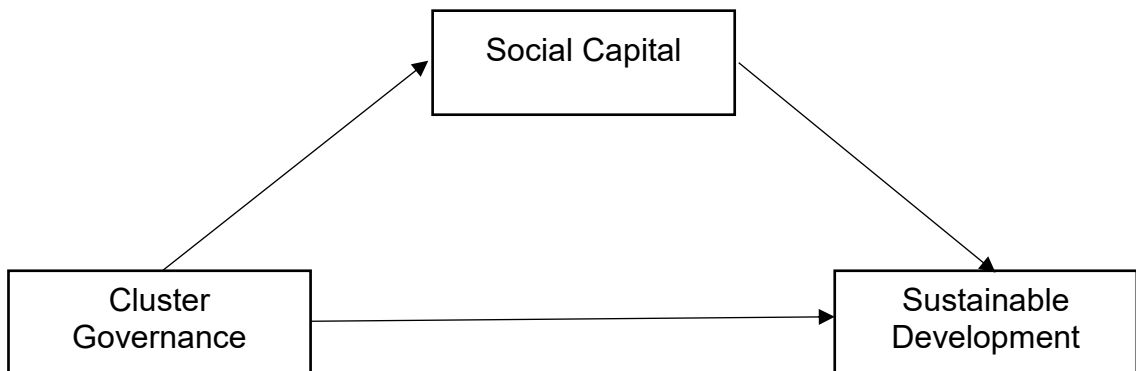 Social Capital
Cluster
Governance
Sustainable
Development